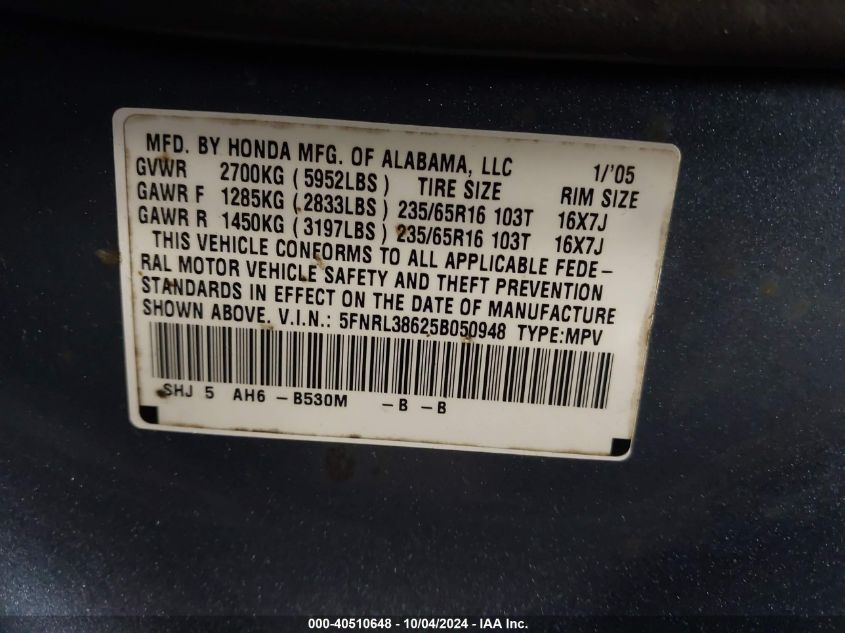 MFD. BY HONDA MFG. OF ALABAMA, LLC 1/'05
GVWR 2700KG (5952LBS) TIRE SIZE RIM SIZE
GAWR F 1285KG (2833LBS) 235/65R16 103T 16X7J
GAWR R 1450KG (3197LBS) 235/65R16 103T 16X7J
THIS VEHICLE CONFORMS TO ALL APPLICABLE FEDE-
RAL MOTOR VEHICLE SAFETY AND THEFT PREVENTION
STANDARDS IN EFFECT ON THE DATE OF MANUFACTURE
SHOWN ABOVE. V.I.N.: 5FNRL38625B050948 TYPE:MPV
SHJ 5 AH6 -B530M -B -B
000-40510648 - 10/04/2024 - IAA Inc.